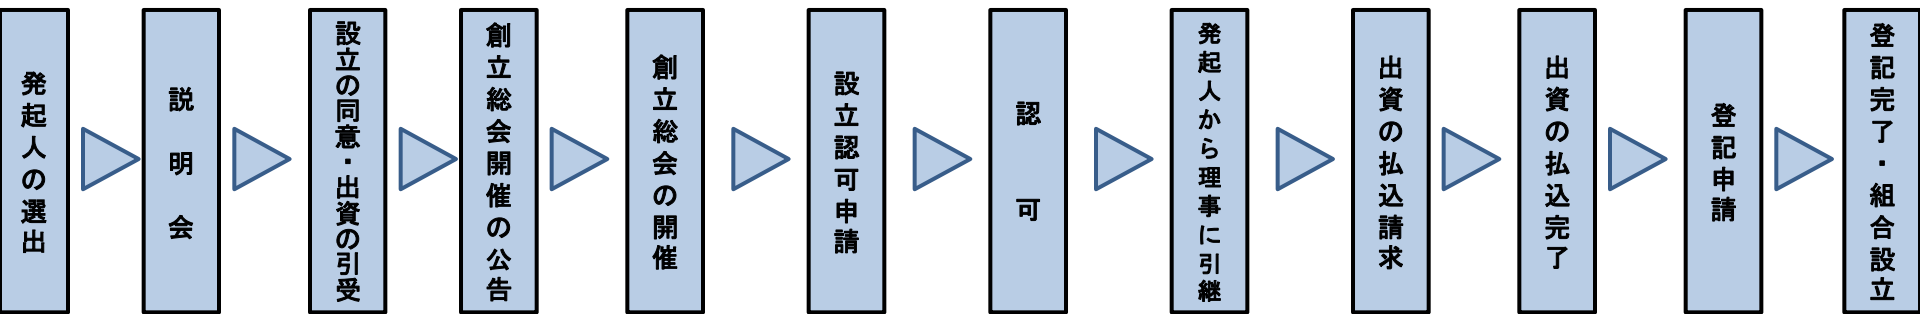 発起人の選出
説明会
設立の同意・出資の引受
創立総会開催の公告
創立総会の開催
設立認可申請
認可
発起人から理事に引継
出資の払込請求
出資の払込完了
登記申請
登記完了・組合設立